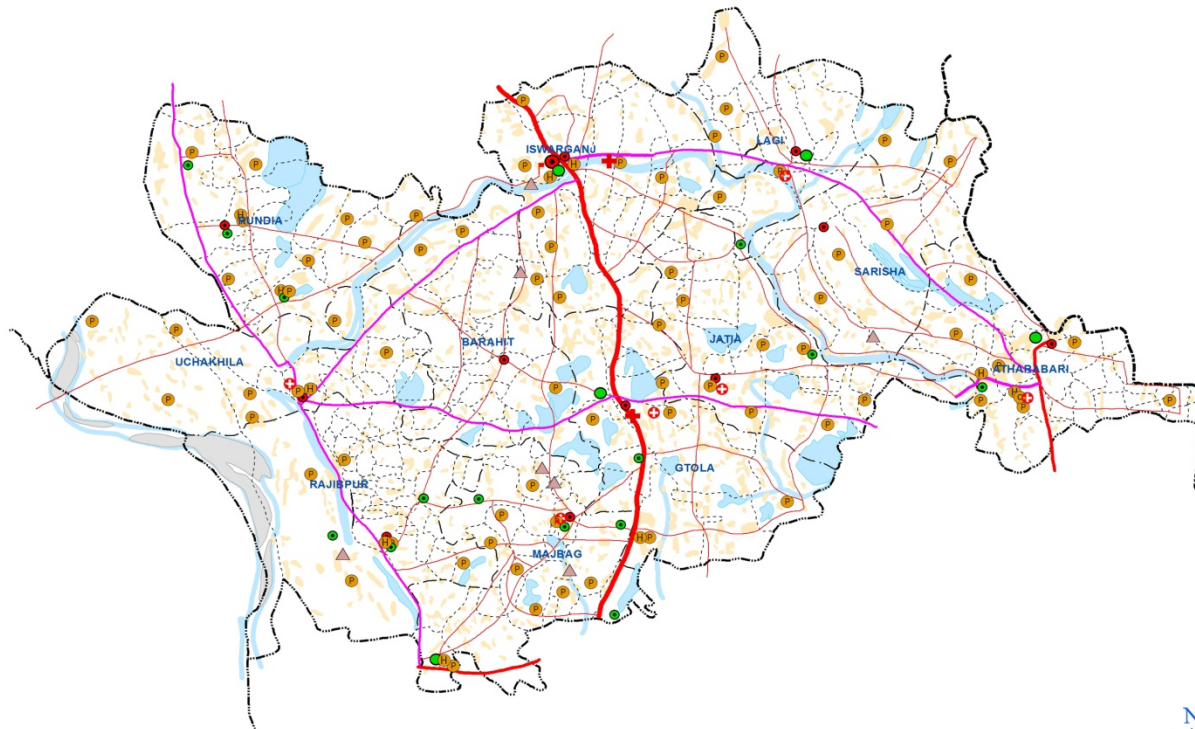 ISWARGANJ
LAGI
RUNDIA
SARISHA
UCHAKHILA
BARAHIT
JATIA
ATHARABARI
RAJIBPUR
GTOLA
MAJBAG
N